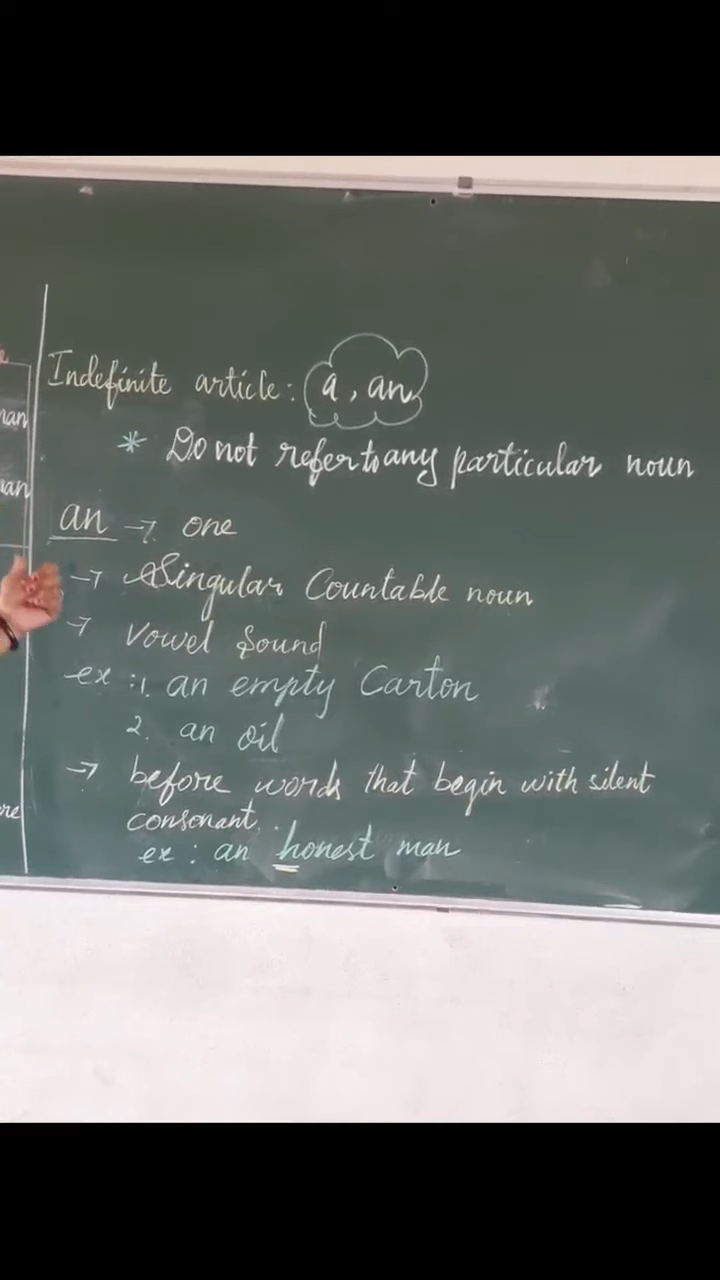 Indefinite article: a, an
* Do not refer to any particular noun
an → one
→ Singular Countable noun
→ Vowel Sound
ex : 1. an empty Carton
2. an oil
→ before words that begin with silent
consonant.
ex : an honest man